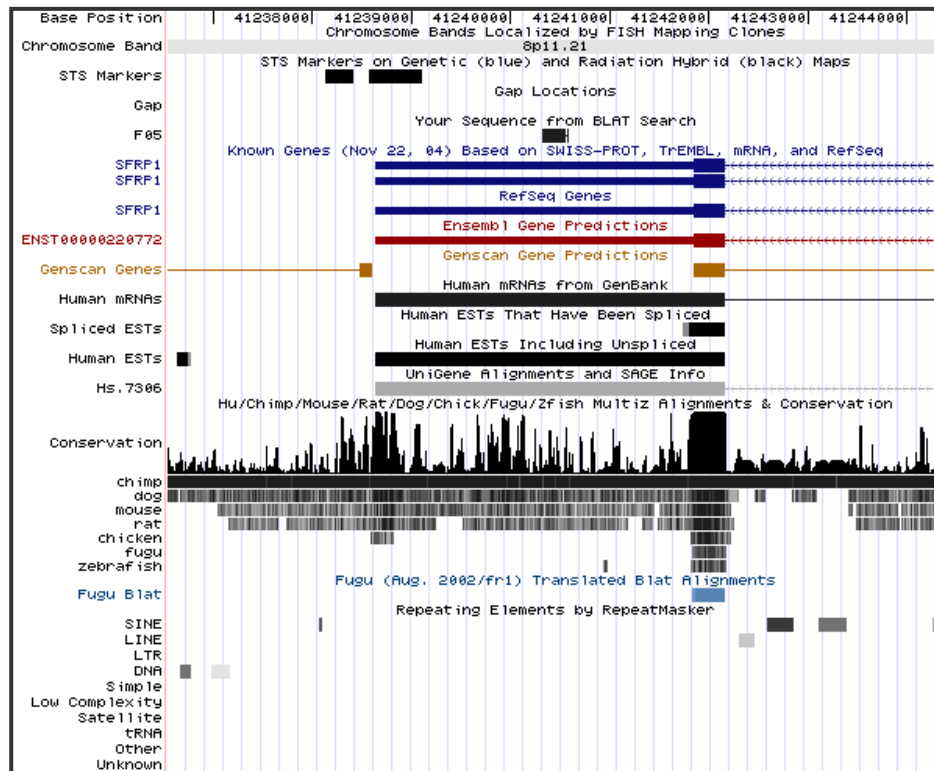 Base Position | 41238000| 41239000| 41240000| 41241000| 41242000| 41243000| 41244000|
Chromosome Bands Localized by FISH Mapping Clones
Chromosome Band 8p11.21
STS Markers on Genetic (blue) and Radiation Hybrid (black) Maps
STS Markers
Gap Locations
Gap
Your Sequence from BLAT Search
F05
Known Genes (Nov 22, 04) Based on SWISS-PROT, TrEMBL, mRNA, and RefSeq
SFRP1
SFRP1
RefSeq Genes
SFRP1
Ensembl Gene Predictions
ENST00000220772
Genscan Gene Predictions
Genscan Genes
Human mRNAs from GenBank
Human mRNAs
Human ESTs That Have Been Spliced
Spliced ESTs
Human ESTs Including Unspliced
Human ESTs
UniGene Alignments and SAGE Info
Hs.7306
Hu/Chimp/Mouse/Rat/Dog/Chick/Fugu/Zfish Multiz Alignments & Conservation
Conservation
chimp
dog
mouse
rat
chicken
fugu
zebrafish
Fugu (Aug. 2002/fr1) Translated Blat Alignments
Fugu Blat
Repeating Elements by RepeatMasker
SINE
LINE
LTR
DNA
Simple
Low Complexity
Satellite
tRNA
Other
Unknown